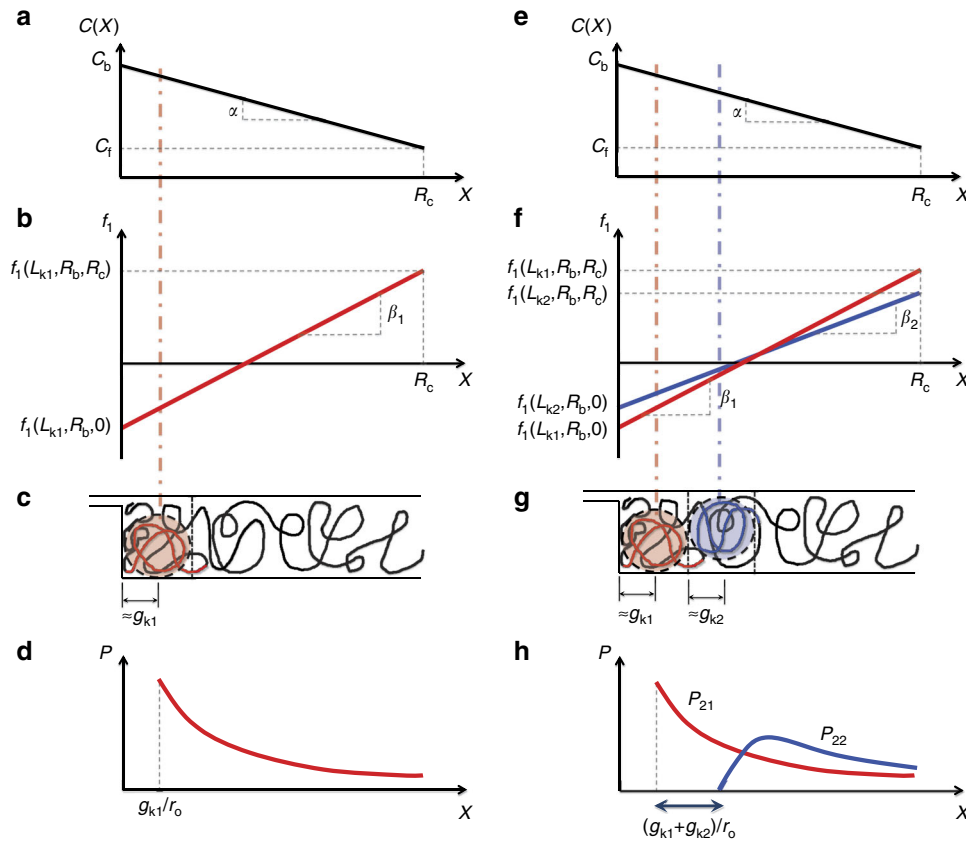 a
C(X)
C_b
α
C_f
R_c
X
b
f_1
f_1(L_k1,R_b,R_c)
β_1
R_c
X
f_1(L_k1,R_b,0)
c
≈g_k1
d
P
g_k1/r_o
X
e
C(X)
C_b
α
C_f
R_c
X
f
f_1
f_1(L_k1,R_b,R_c)
f_1(L_k2,R_b,R_c)
β_2
R_c
X
f_1(L_k2,R_b,0)
β_1
f_1(L_k1,R_b,0)
g
≈g_k1
≈g_k2
h
P
P_21
P_22
X
(g_k1+g_k2)/r_o